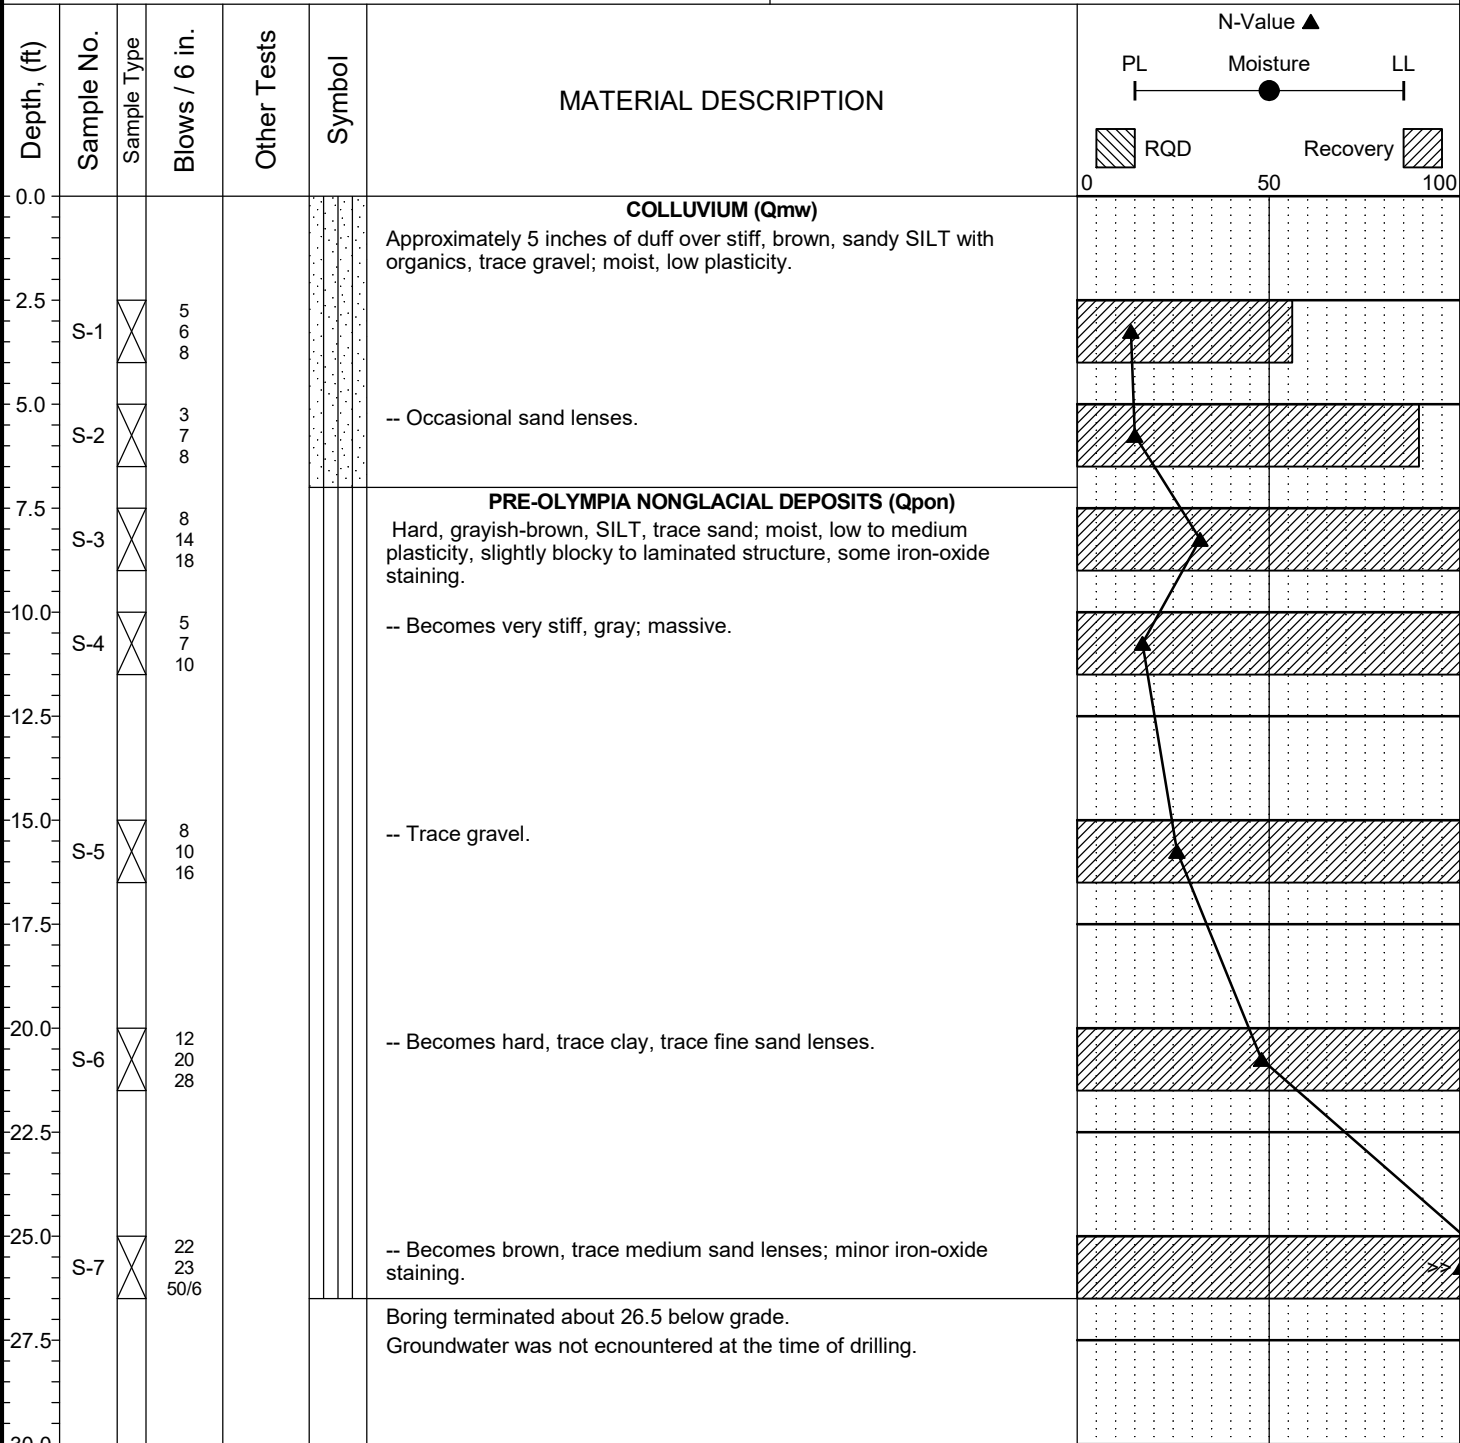 Depth, (ft)
Sample No.
Sample Type
Blows / 6 in.
Other Tests
Symbol
MATERIAL DESCRIPTION
N-Value ▲
PL Moisture LL
RQD Recovery
0 50 100
0.0
COLLUVIUM (Qmw)
Approximately 5 inches of duff over stiff, brown, sandy SILT with
organics, trace gravel; moist, low plasticity.
2.5
S-1
5
6
8
5.0
S-2
3
7
8
-- Occasional sand lenses.
PRE-OLYMPIA NONGLACIAL DEPOSITS (Qpon)
7.5
S-3
8
14
18
Hard, grayish-brown, SILT, trace sand; moist, low to medium
plasticity, slightly blocky to laminated structure, some iron-oxide
staining.
10.0
S-4
5
7
10
-- Becomes very stiff, gray; massive.
12.5
15.0
S-5
8
10
16
-- Trace gravel.
17.5
20.0
S-6
12
20
28
-- Becomes hard, trace clay, trace fine sand lenses.
22.5
25.0
S-7
22
23
50/6
-- Becomes brown, trace medium sand lenses; minor iron-oxide
staining.
>>
Boring terminated about 26.5 below grade.
Groundwater was not ecnountered at the time of drilling.
27.5
30.0